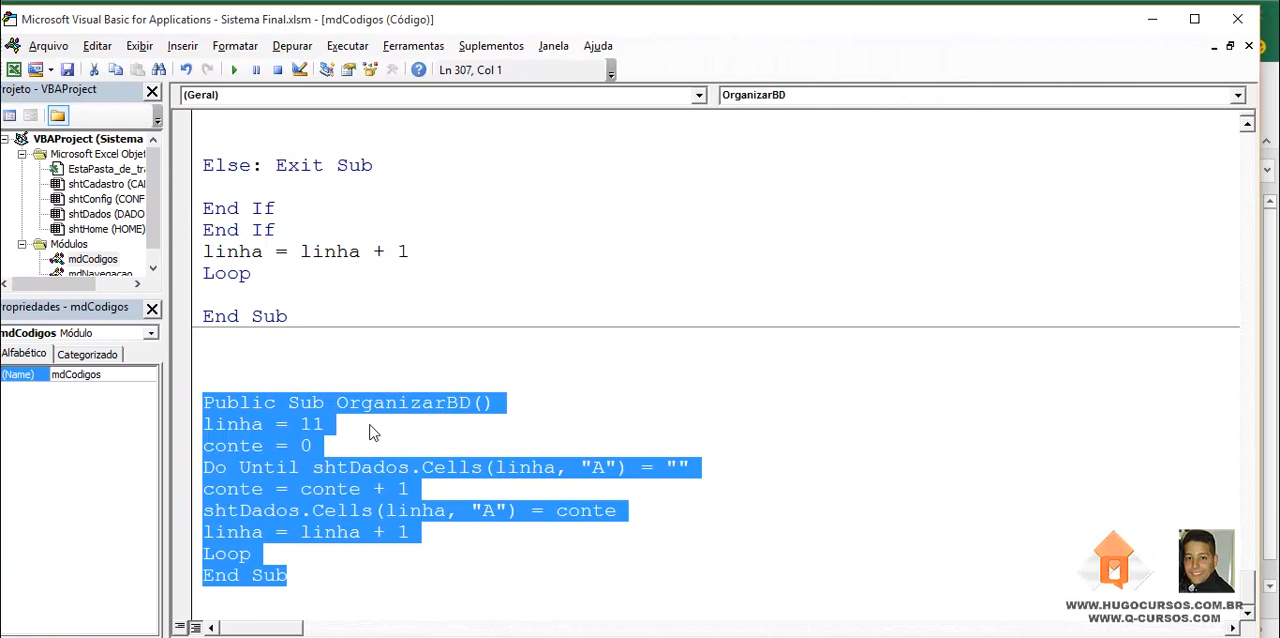 Microsoft Visual Basic for Applications - Sistema Final.xlsm - [mdCodigos (Código)]
Arquivo Editar Exibir Inserir Formatar Depurar Executar Ferramentas Suplementos Janela Ajuda
Ln 307, Col 1
Projeto - VBAProject
(Geral)
OrganizarBD
VBAProject (Sistema
Microsoft Excel Objet
EstaPasta_de_tra
shtCadastro (CAI
shtConfig (CONF
shtDados (DADO
shtHome (HOME)
Módulos
mdCodigos
mdNavegacao
Propriedades - mdCodigos
mdCodigos Módulo
Alfabético Categorizado
(Name) mdCodigos
Else: Exit Sub
End If
End If
linha = linha + 1
Loop
End Sub
Public Sub OrganizarBD()
linha = 11
conte = 0
Do Until shtDados.Cells(linha, "A") = ""
conte = conte + 1
shtDados.Cells(linha, "A") = conte
linha = linha + 1
Loop
End Sub
WWW.HUGOCURSOS.COM.BR
WWW.Q-CURSOS.COM